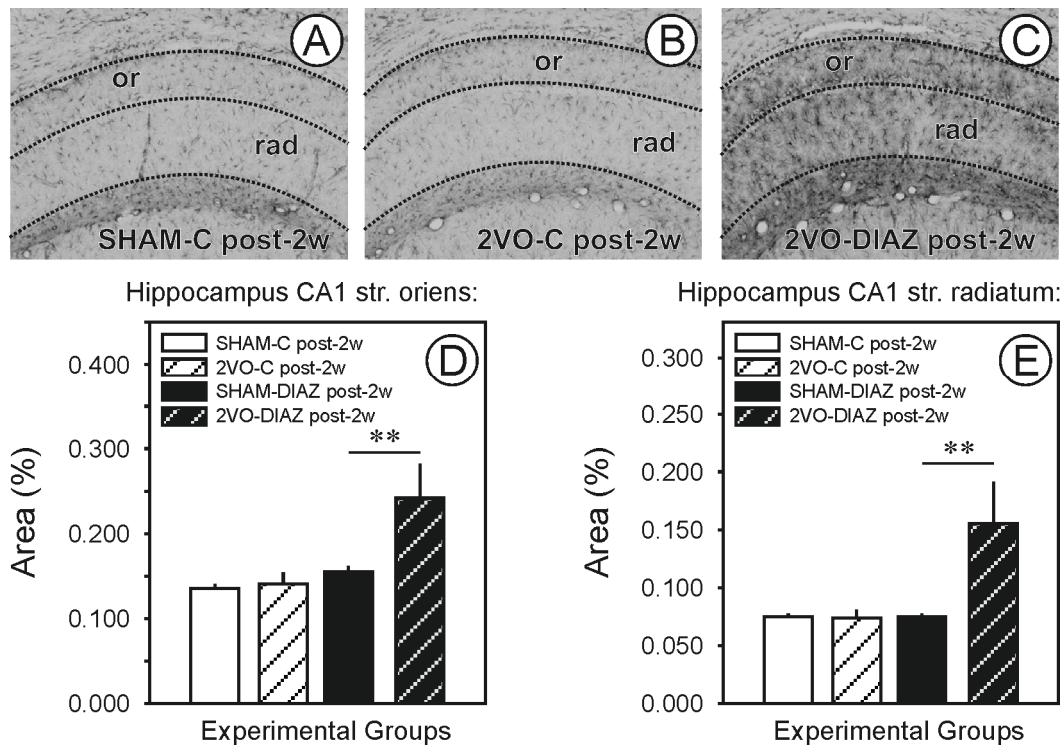 A
or
rad
SHAM-C post-2w
B
or
rad
2VO-C post-2w
C
or
rad
2VO-DIAZ post-2w
Hippocampus CA1 str. oriens:
D
SHAM-C post-2w
2VO-C post-2w
SHAM-DIAZ post-2w
2VO-DIAZ post-2w
**
Area (%)
0.400
0.300
0.200
0.100
0.000
Experimental Groups
Hippocampus CA1 str. radiatum:
E
SHAM-C post-2w
2VO-C post-2w
SHAM-DIAZ post-2w
2VO-DIAZ post-2w
**
Area (%)
0.300
0.250
0.200
0.150
0.100
0.050
0.000
Experimental Groups